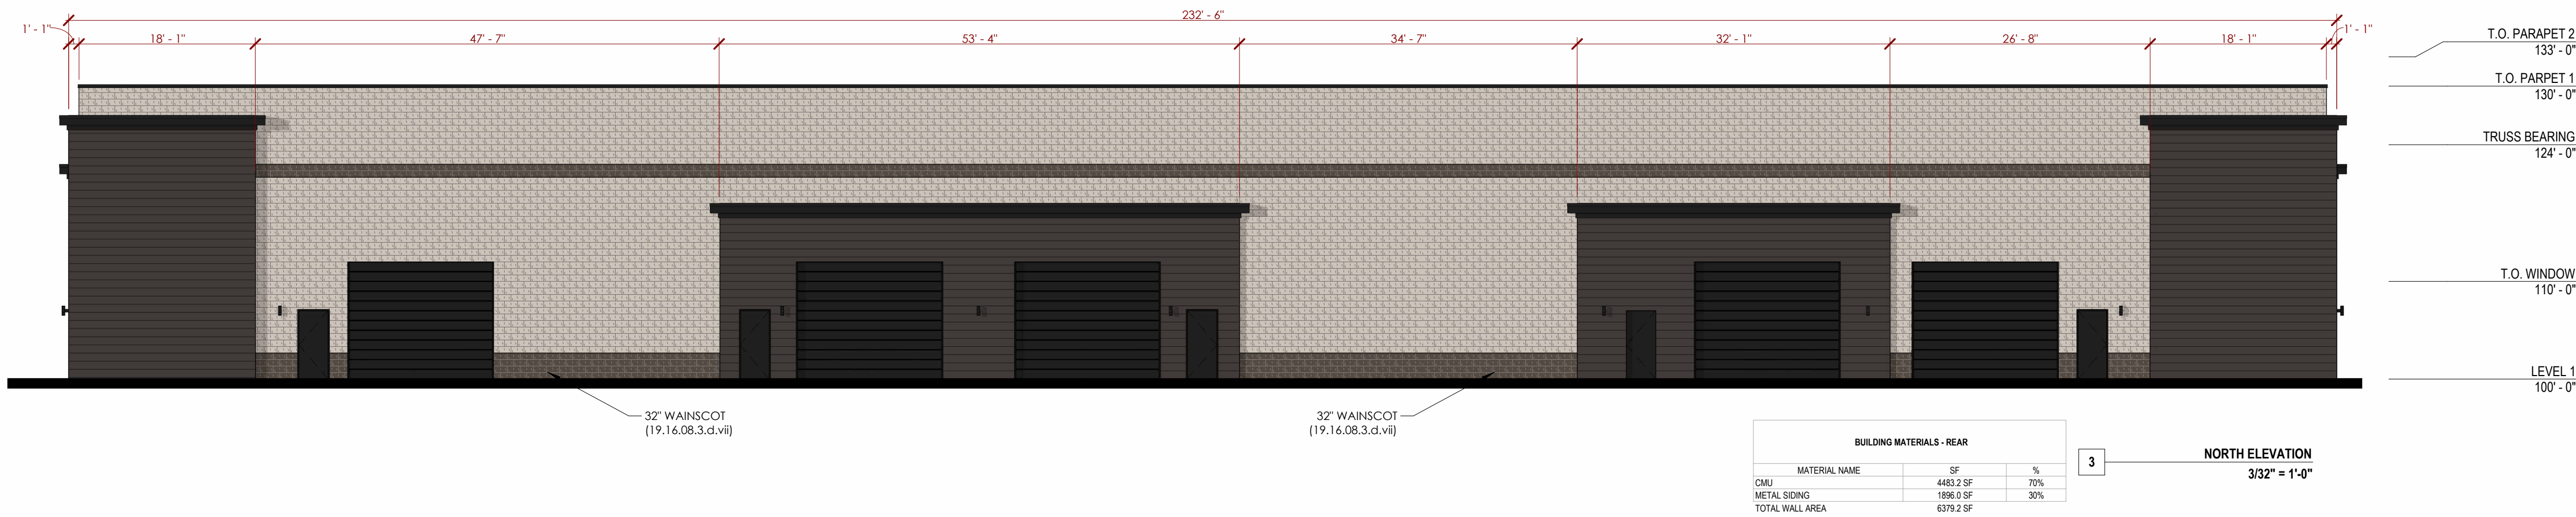 232' - 6"
1' - 1"
18' - 1"
47' - 7"
53' - 4"
34' - 7"
32' - 1"
26' - 8"
18' - 1"
1' - 1"
T.O. PARAPET 2
133' - 0"
T.O. PARPET 1
130' - 0"
TRUSS BEARING
124' - 0"
T.O. WINDOW
110' - 0"
LEVEL 1
100' - 0"
32" WAINSCOT
(19.16.08.3.d.vii)
32" WAINSCOT
(19.16.08.3.d.vii)
BUILDING MATERIALS - REAR
MATERIAL NAME SF %
CMU 4483.2 SF 70%
METAL SIDING 1896.0 SF 30%
TOTAL WALL AREA 6379.2 SF
3 NORTH ELEVATION
3/32" = 1'-0"